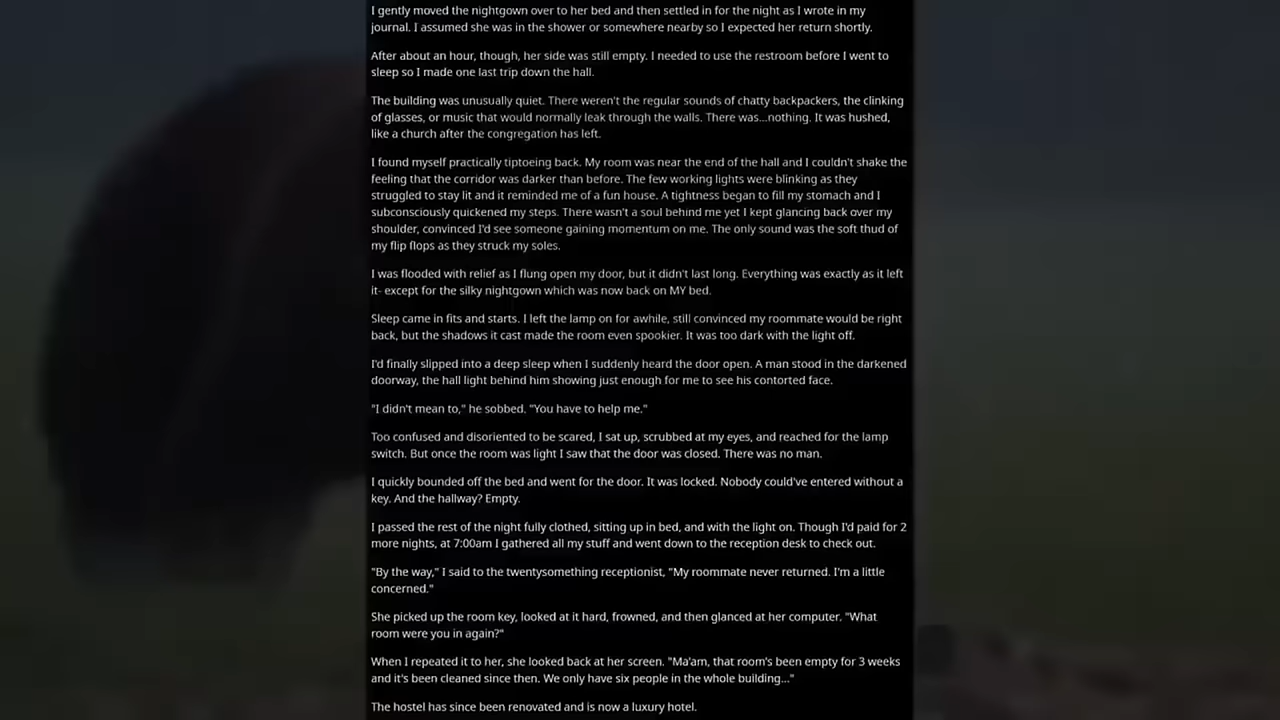 I gently moved the nightgown over to her bed and then settled in for the night as I wrote in my
journal. I assumed she was in the shower or somewhere nearby so I expected her return shortly.
After about an hour, though, her side was still empty. I needed to use the restroom before I went to
sleep so I made one last trip down the hall.
The building was unusually quiet. There weren't the regular sounds of chatty backpackers, the clinking
of glasses, or music that would normally leak through the walls. There was...nothing. It was hushed,
like a church after the congregation has left.
I found myself practically tiptoeing back. My room was near the end of the hall and I couldn't shake the
feeling that the corridor was darker than before. The few working lights were blinking as they
struggled to stay lit and it reminded me of a fun house. A tightness began to fill my stomach and I
subconsciously quickened my steps. There wasn't a soul behind me yet I kept glancing back over my
shoulder, convinced I'd see someone gaining momentum on me. The only sound was the soft thud of
my flip flops as they struck my soles.
I was flooded with relief as I flung open my door, but it didn't last long. Everything was exactly as it left
it- except for the silky nightgown which was now back on MY bed.
Sleep came in fits and starts. I left the lamp on for awhile, still convinced my roommate would be right
back, but the shadows it cast made the room even spookier. It was too dark with the light off.
I'd finally slipped into a deep sleep when I suddenly heard the door open. A man stood in the darkened
doorway, the hall light behind him showing just enough for me to see his contorted face.
"I didn't mean to," he sobbed. "You have to help me."
Too confused and disoriented to be scared, I sat up, scrubbed at my eyes, and reached for the lamp
switch. But once the room was light I saw that the door was closed. There was no man.
I quickly bounded off the bed and went for the door. It was locked. Nobody could've entered without a
key. And the hallway? Empty.
I passed the rest of the night fully clothed, sitting up in bed, and with the light on. Though I'd paid for 2
more nights, at 7:00am I gathered all my stuff and went down to the reception desk to check out.
"By the way," I said to the twentysomething receptionist, "My roommate never returned. I'm a little
concerned."
She picked up the room key, looked at it hard, frowned, and then glanced at her computer. "What
room were you in again?"
When I repeated it to her, she looked back at her screen. "Ma'am, that room's been empty for 3 weeks
and it's been cleaned since then. We only have six people in the whole building..."
The hostel has since been renovated and is now a luxury hotel.